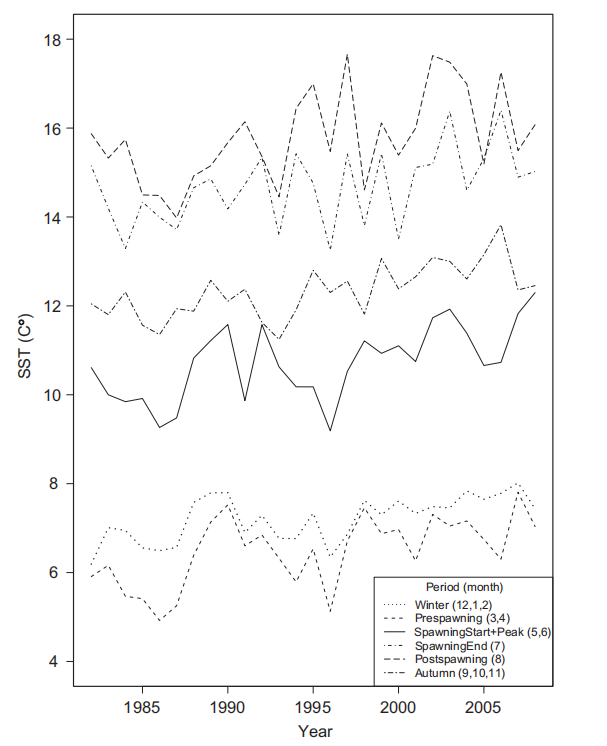 18
16
14
12
10
8
6
4
SST (C°)
1985 1990 1995 2000 2005
Year
Period (month)
Winter (12,1,2)
Prespawning (3,4)
SpawningStart+Peak (5,6)
SpawningEnd (7)
Postspawning (8)
Autumn (9,10,11)